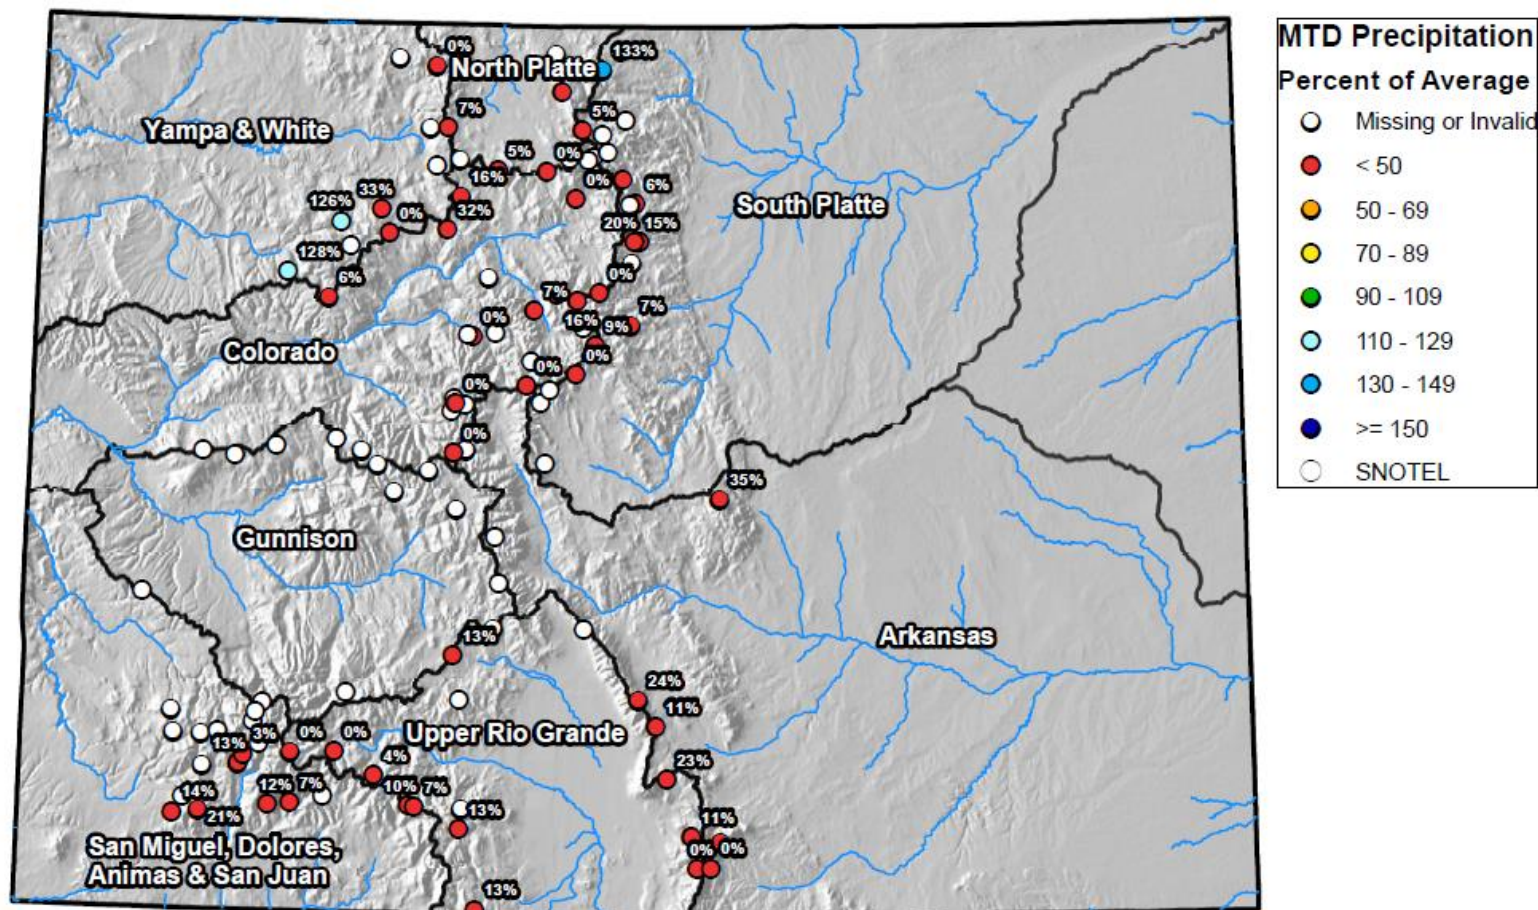 MTD Precipitation
Percent of Average
Missing or Invalid
< 50
50 - 69
70 - 89
90 - 109
110 - 129
130 - 149
>= 150
SNOTEL
0%
133%
North Platte
7%
5%
Yampa & White
5%
0%
16%
0%
6%
33%
126%
0%
32%
South Platte
20%
15%
128%
6%
0%
7%
7%
0%
16%
9%
Colorado
0%
0%
0%
0%
35%
Gunnison
13%
Arkansas
24%
11%
Upper Rio Grande
3%
0%
0%
13%
4%
23%
12%
7%
10%
7%
14%
21%
13%
11%
San Miguel, Dolores,
Animas & San Juan
0%
0%
13%